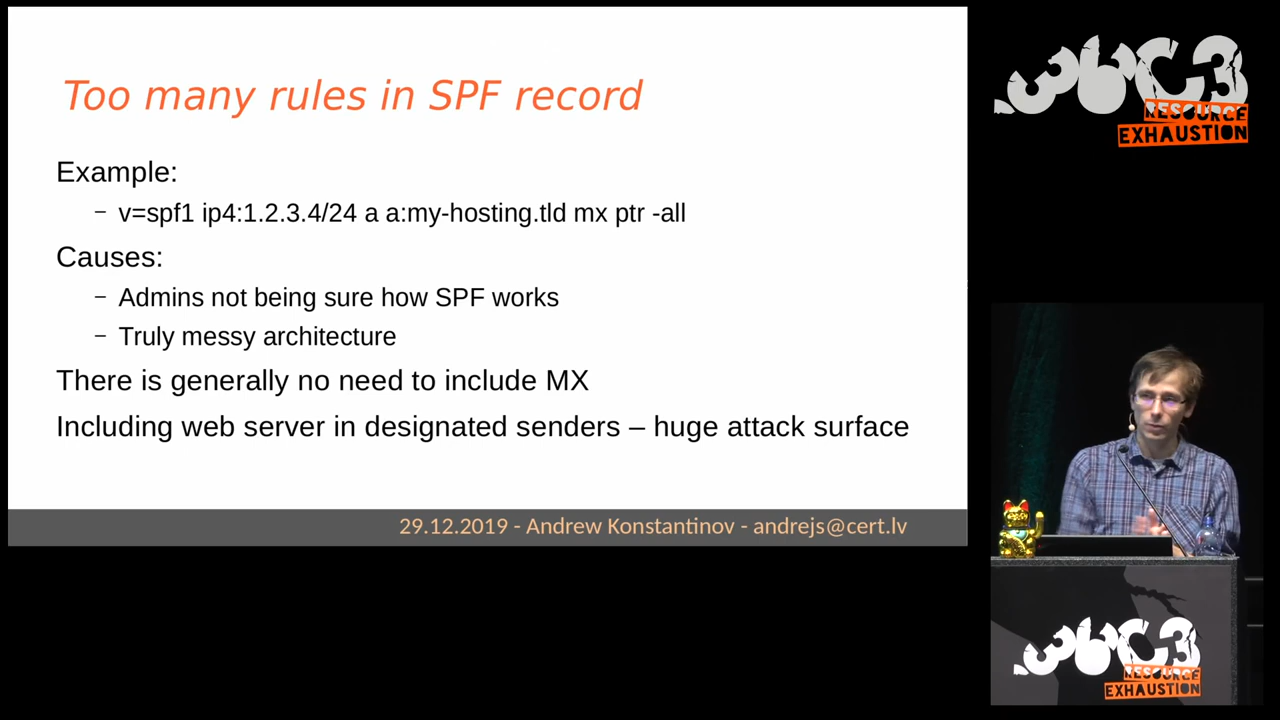 Too many rules in SPF record
Example:
– v=spf1 ip4:1.2.3.4/24 a a:my-hosting.tld mx ptr -all
Causes:
– Admins not being sure how SPF works
– Truly messy architecture
There is generally no need to include MX
Including web server in designated senders – huge attack surface
29.12.2019 - Andrew Konstantinov - andrejs@cert.lv
36C3
RESOURCE
EXHAUSTION
36C3
RESOURCE
EXHAUSTION